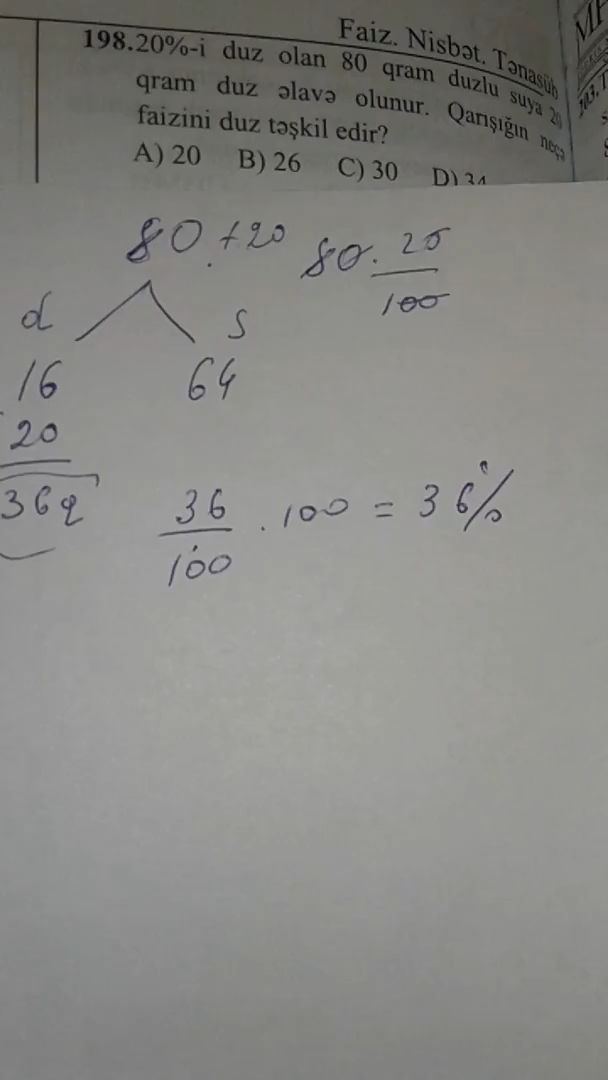 Faiz. Nisbət. Tənasüb
198. 20%-i duz olan 80 qram duzlu suya 20
qram duz əlavə olunur. Qarışığın neçə
faizini duz təşkil edir?
A) 20 B) 26 C) 30 D) 34
103.
80 + 20 80 · 20/100
d s
16 64
20
36q 36/100 · 100 = 36%